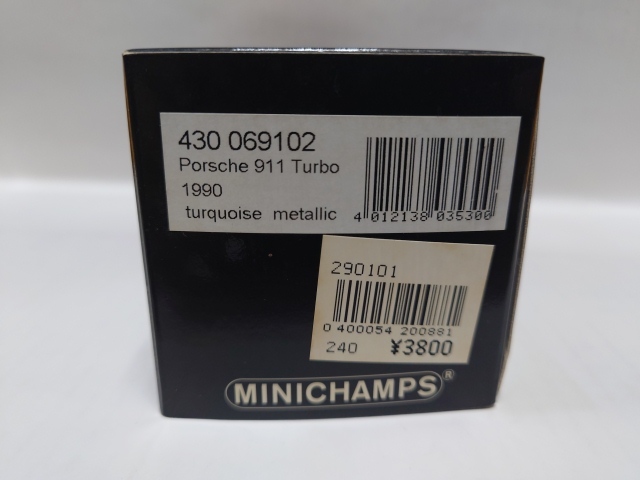 430 069102
Porsche 911 Turbo
1990
turquoise metallic
4 012138 035300
290101
0 400054 200881
240 ¥3800
MINICHAMPS®